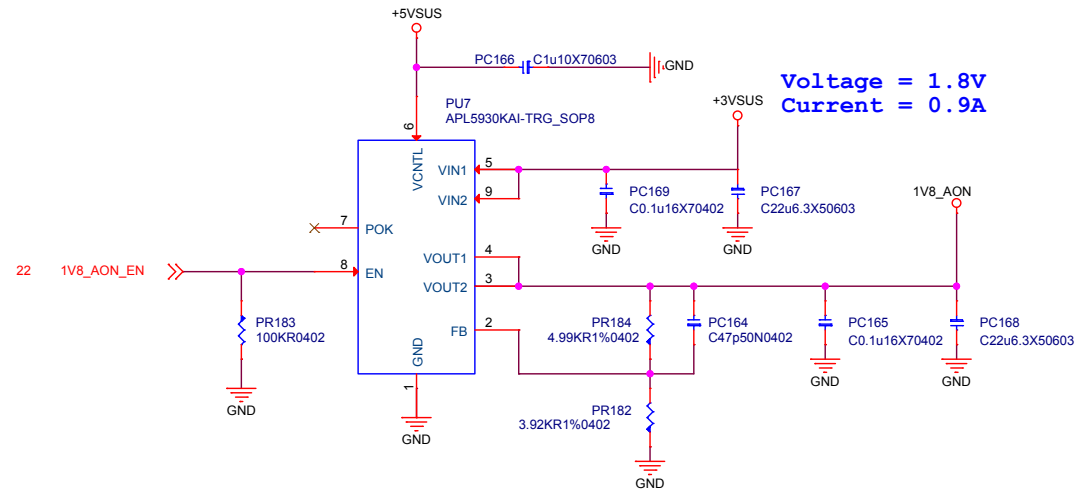 +5VSUS
PC166 C1u10X70603 GND
Voltage = 1.8V
Current = 0.9A
PU7
APL5930KAI-TRG_SOP8
+3VSUS
6
VCNTL
VIN1 5
VIN2 9
PC169
C0.1u16X70402
PC167
C22u6.3X50603
1V8_AON
GND
GND
7 POK
22 1V8_AON_EN
8 EN
VOUT1 4
VOUT2 3
FB 2
PR183
100KR0402
PR184
4.99KR1%0402
PC164
C47p50N0402
PC165
C0.1u16X70402
PC168
C22u6.3X50603
GND
1
GND
GND
GND
GND
PR182
3.92KR1%0402
GND
GND